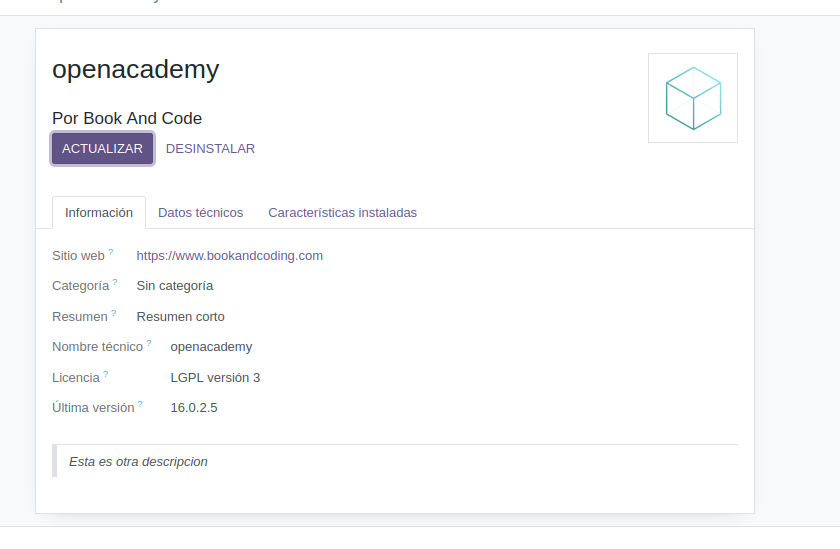 openacademy
Por Book And Code
ACTUALIZAR DESINSTALAR
Información Datos técnicos Características instaladas
Sitio web ? https://www.bookandcoding.com
Categoría ? Sin categoría
Resumen ? Resumen corto
Nombre técnico ? openacademy
Licencia ? LGPL versión 3
Última versión ? 16.0.2.5
Esta es otra descripcion